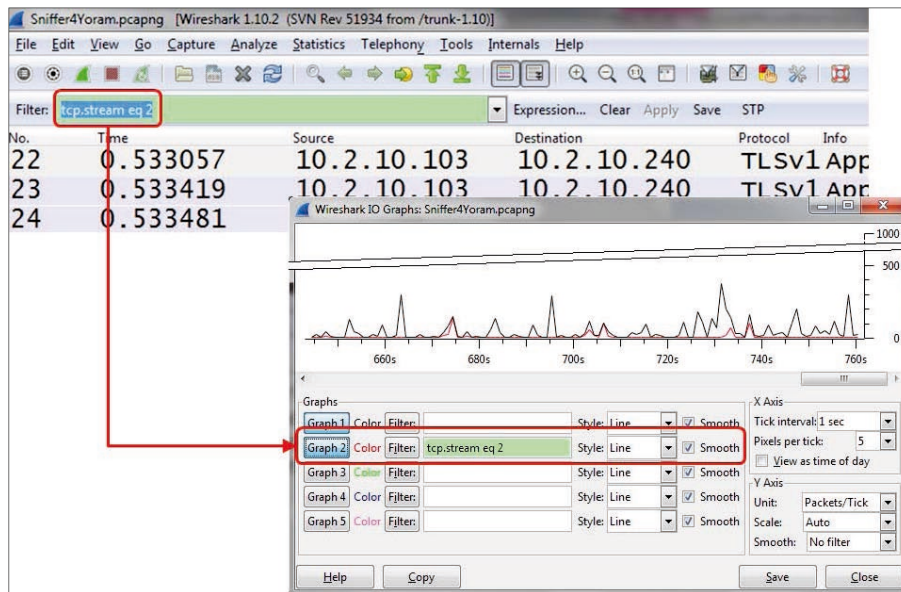 Sniffer4Yoram.pcapng [Wireshark 1.10.2 (SVN Rev 51934 from /trunk-1.10)]
File Edit View Go Capture Analyze Statistics Telephony Tools Internals Help
Filter: tcp.stream eq 2 Expression... Clear Apply Save STP
No. Time Source Destination Protocol Info
22 0.533057 10.2.10.103 10.2.10.240 TLSv1 App
23 0.533419 10.2.10.103 10.2.10.240 TLSv1 App
24 0.533481
Wireshark IO Graphs: Sniffer4Yoram.pcapng
1000
500
0
660s 680s 700s 720s 740s 760s
Graphs
Graph 1 Color Filter: Style: Line Smooth
Graph 2 Color Filter: tcp.stream eq 2 Style: Line Smooth
Graph 3 Color Filter: Style: Line Smooth
Graph 4 Color Filter: Style: Line Smooth
Graph 5 Color Filter: Style: Line Smooth
X Axis
Tick interval: 1 sec
Pixels per tick: 5
View as time of day
Y Axis
Unit: Packets/Tick
Scale: Auto
Smooth: No filter
Help Copy Save Close